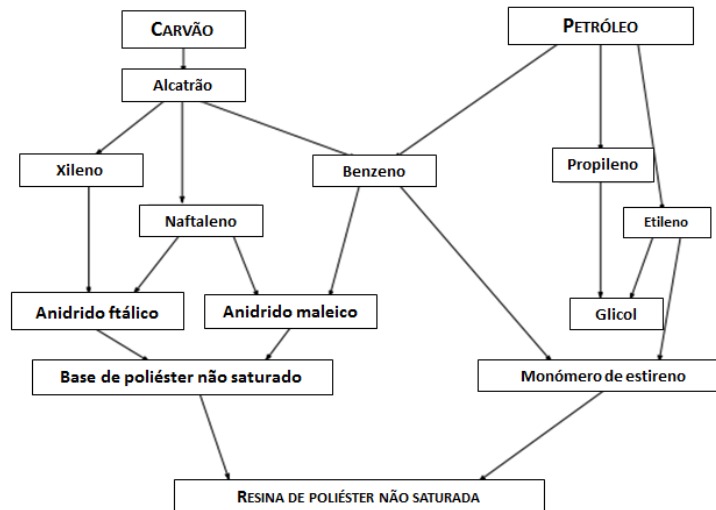 CARVÃO
PETRÓLEO
Alcatrão
Xileno
Benzeno
Propileno
Naftaleno
Etileno
Anidrido ftálico
Anidrido maleico
Glicol
Base de poliéster não saturado
Monómero de estireno
RESINA DE POLIÉSTER NÃO SATURADA